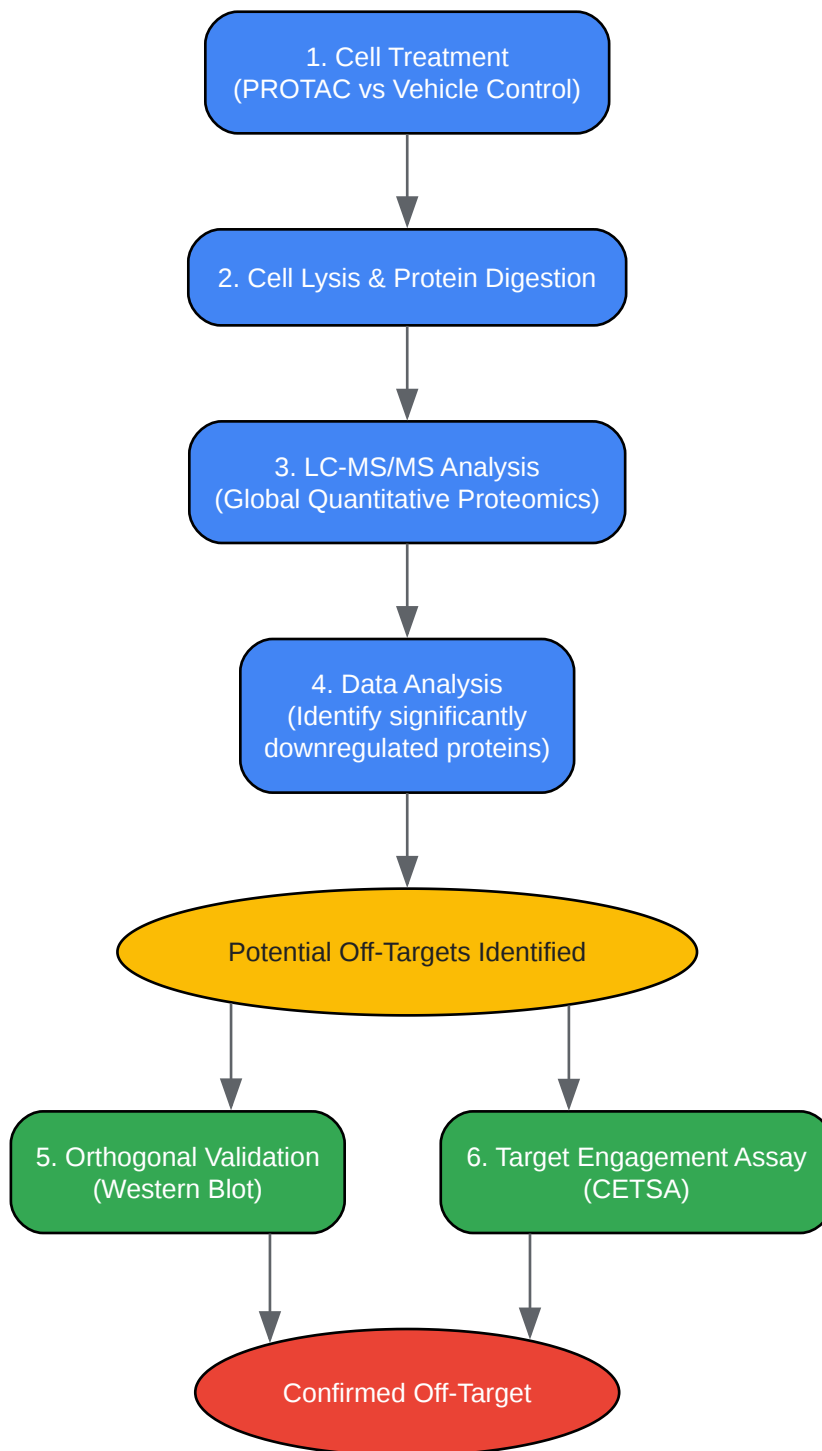 1. Cell Treatment
(PROTAC vs Vehicle Control)
2. Cell Lysis & Protein Digestion
3. LC-MS/MS Analysis
(Global Quantitative Proteomics)
4. Data Analysis
(Identify significantly
downregulated proteins)
Potential Off-Targets Identified
5. Orthogonal Validation
(Western Blot)
6. Target Engagement Assay
(CETSA)
Confirmed Off-Target